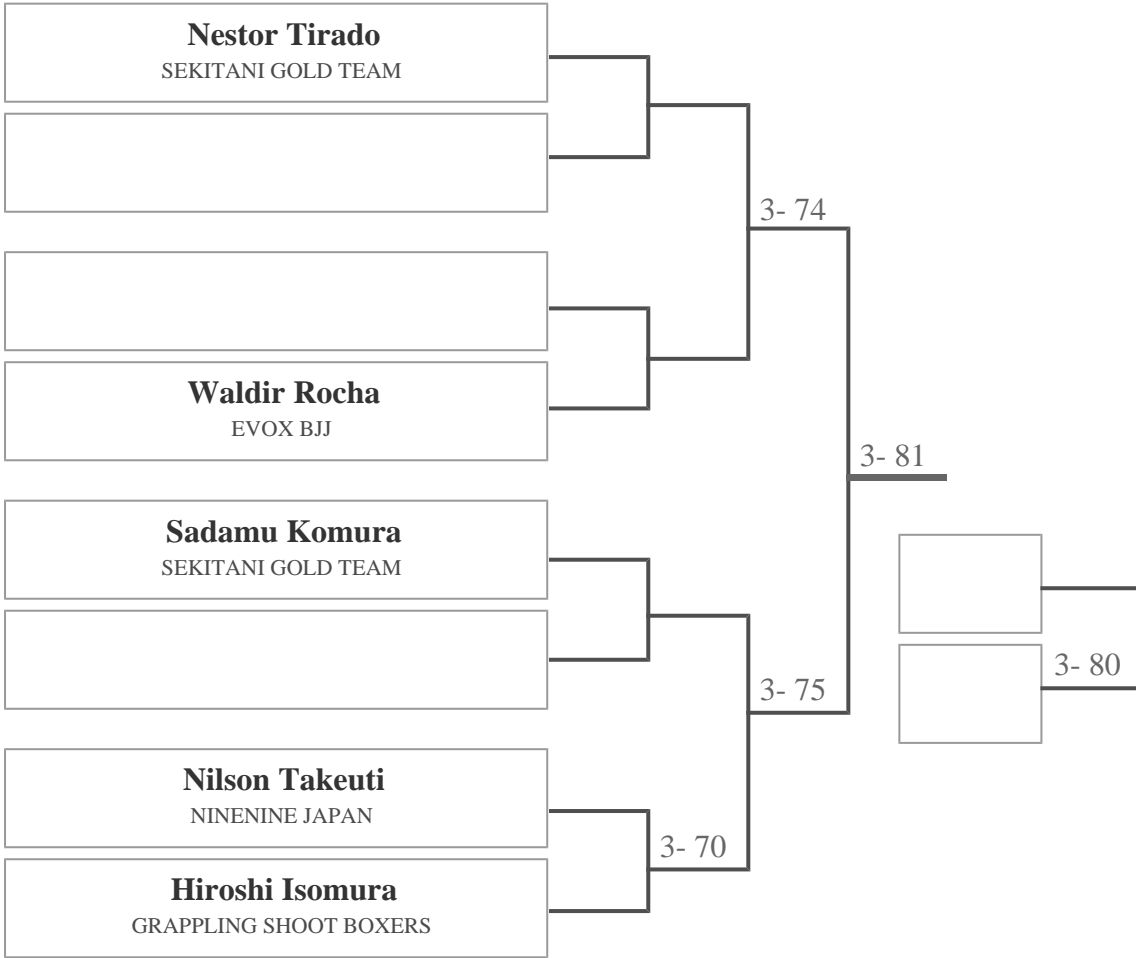 Nestor Tirado
SEKITANI GOLD TEAM
3- 74
Waldir Rocha
EVOX BJJ
3- 81
Sadamu Komura
SEKITANI GOLD TEAM
3- 80
3- 75
Nilson Takeuti
NINENINE JAPAN
3- 70
Hiroshi Isomura
GRAPPLING SHOOT BOXERS